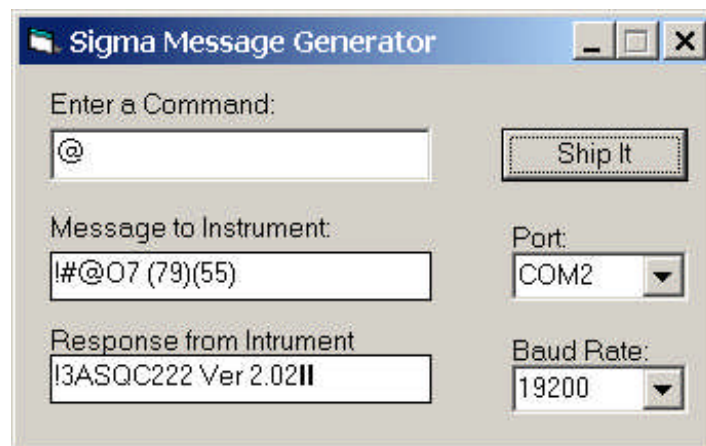 Sigma Message Generator
Enter a Command:
@
Ship It
Message to Instrument:
!#@O7 (79)(55)
Port:
COM2
Response from Intrument
!3ASQC222 Ver 2.02
Baud Rate:
19200